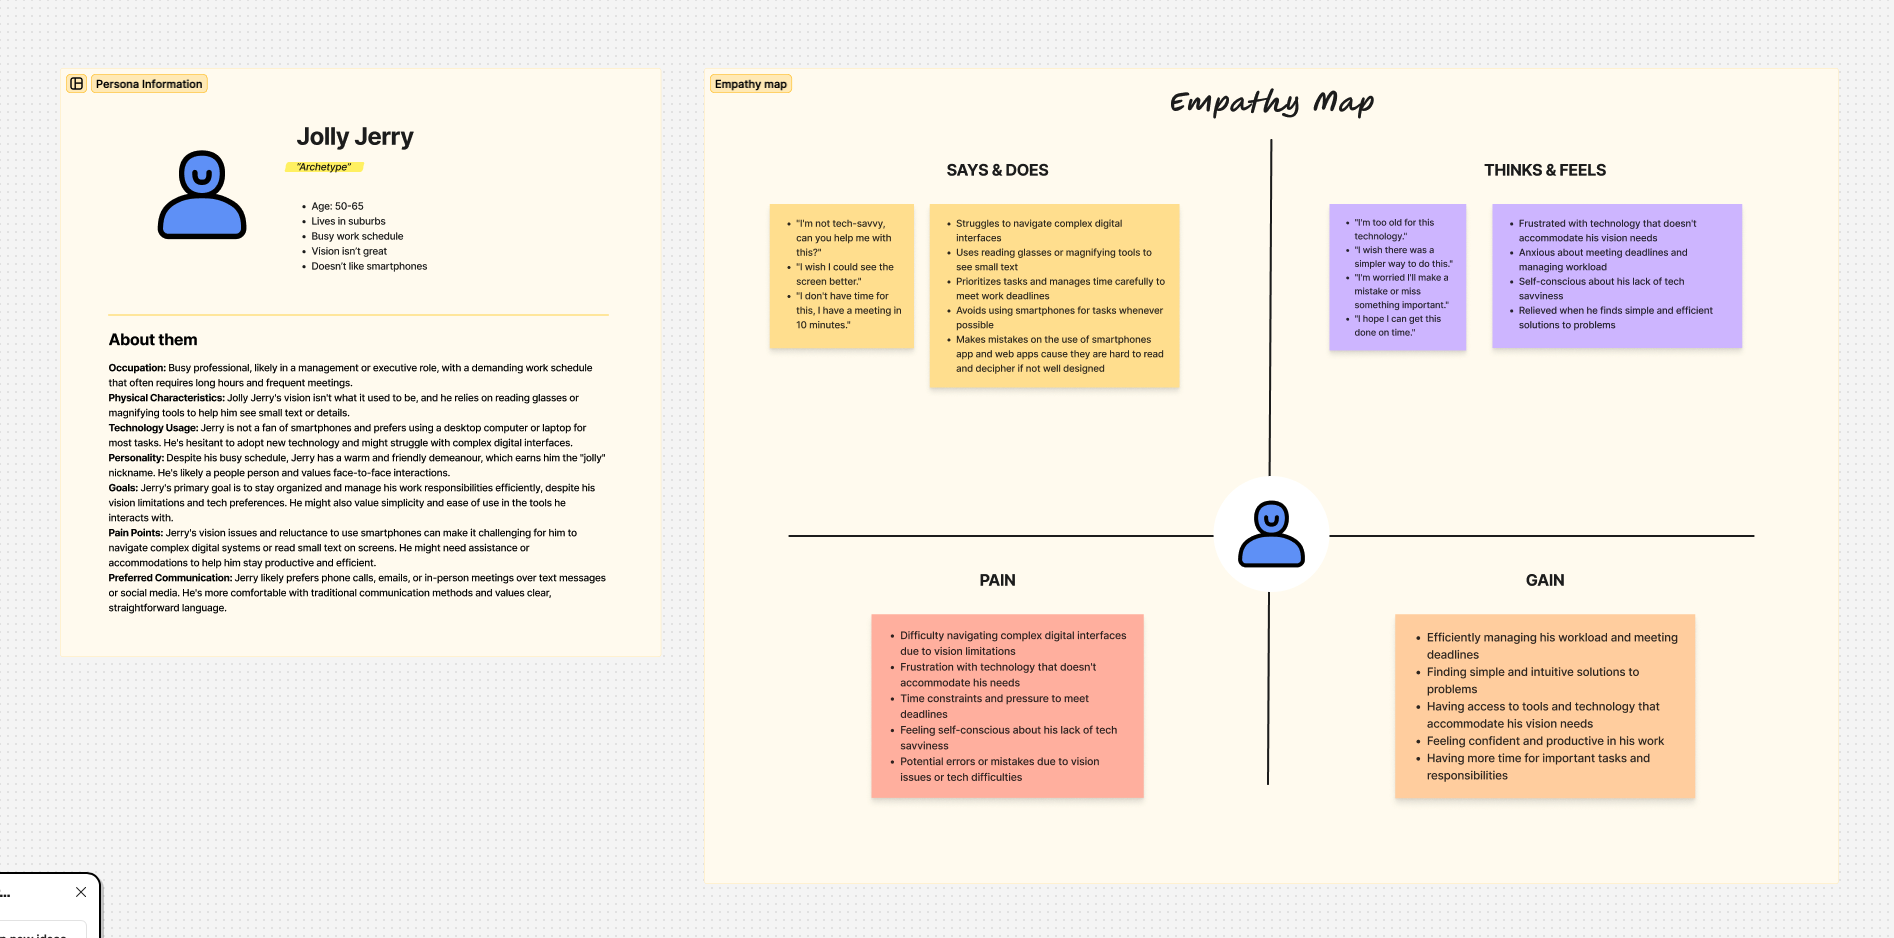 Persona Information
Jolly Jerry
"Archetype"
Age: 50-65
Lives in suburbs
Busy work schedule
Vision isn't great
Doesn't like smartphones
About them
Occupation: Busy professional, likely in a management or executive role, with a demanding work schedule
that often requires long hours and frequent meetings.
Physical Characteristics: Jolly Jerry's vision isn't what it used to be, and he relies on reading glasses or
magnifying tools to help him see small text or details.
Technology Usage: Jerry is not a fan of smartphones and prefers using a desktop computer or laptop for
most tasks. He's hesitant to adopt new technology and might struggle with complex digital interfaces.
Personality: Despite his busy schedule, Jerry has a warm and friendly demeanour, which earns him the "jolly"
nickname. He's likely a people person and values face-to-face interactions.
Goals: Jerry's primary goal is to stay organized and manage his work responsibilities efficiently, despite his
vision limitations and tech preferences. He might also value simplicity and ease of use in the tools he
interacts with.
Pain Points: Jerry's vision issues and reluctance to use smartphones can make it challenging for him to
navigate complex digital systems or read small text on screens. He might need assistance or
accommodations to help him stay productive and efficient.
Preferred Communication: Jerry likely prefers phone calls, emails, or in-person meetings over text messages
or social media. He's more comfortable with traditional communication methods and values clear,
straightforward language.
Empathy map
Empathy Map
SAYS & DOES
"I'm not tech-savvy,
can you help me with
this?"
"I wish I could see the
screen better."
"I don't have time for
this, I have a meeting in
10 minutes."
Struggles to navigate complex digital
interfaces
Uses reading glasses or magnifying tools to
see small text
Prioritizes tasks and manages time carefully to
meet work deadlines
Avoids using smartphones for tasks whenever
possible
Makes mistakes on the use of smartphones
app and web apps cause they are hard to read
and decipher if not well designed
THINKS & FEELS
"I'm too old for this
technology."
"I wish there was a
simpler way to do this."
"I'm worried I'll make a
mistake or miss
something important."
"I hope I can get this
done on time."
Frustrated with technology that doesn't
accommodate his vision needs
Anxious about meeting deadlines and
managing workload
Self-conscious about his lack of tech
savviness
Relieved when he finds simple and efficient
solutions to problems
PAIN
Difficulty navigating complex digital interfaces
due to vision limitations
Frustration with technology that doesn't
accommodate his needs
Time constraints and pressure to meet
deadlines
Feeling self-conscious about his lack of tech
savviness
Potential errors or mistakes due to vision
issues or tech difficulties
GAIN
Efficiently managing his workload and meeting
deadlines
Finding simple and intuitive solutions to
problems
Having access to tools and technology that
accommodate his vision needs
Feeling confident and productive in his work
Having more time for important tasks and
responsibilities